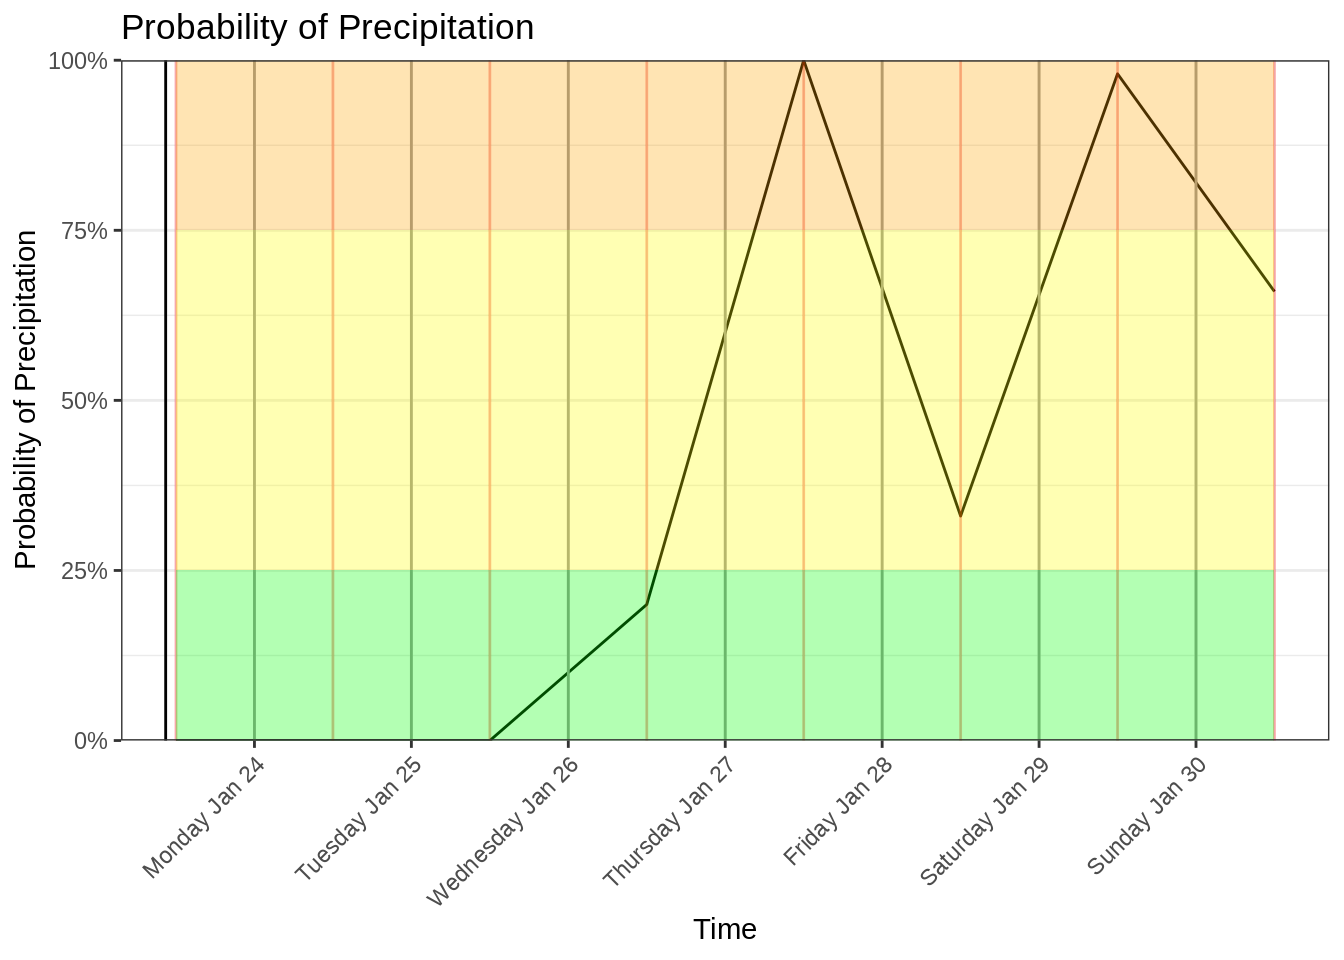 Probability of Precipitation
Probability of Precipitation
100%
75%
50%
25%
0%
Monday Jan 24
Tuesday Jan 25
Wednesday Jan 26
Thursday Jan 27
Friday Jan 28
Saturday Jan 29
Sunday Jan 30
Time